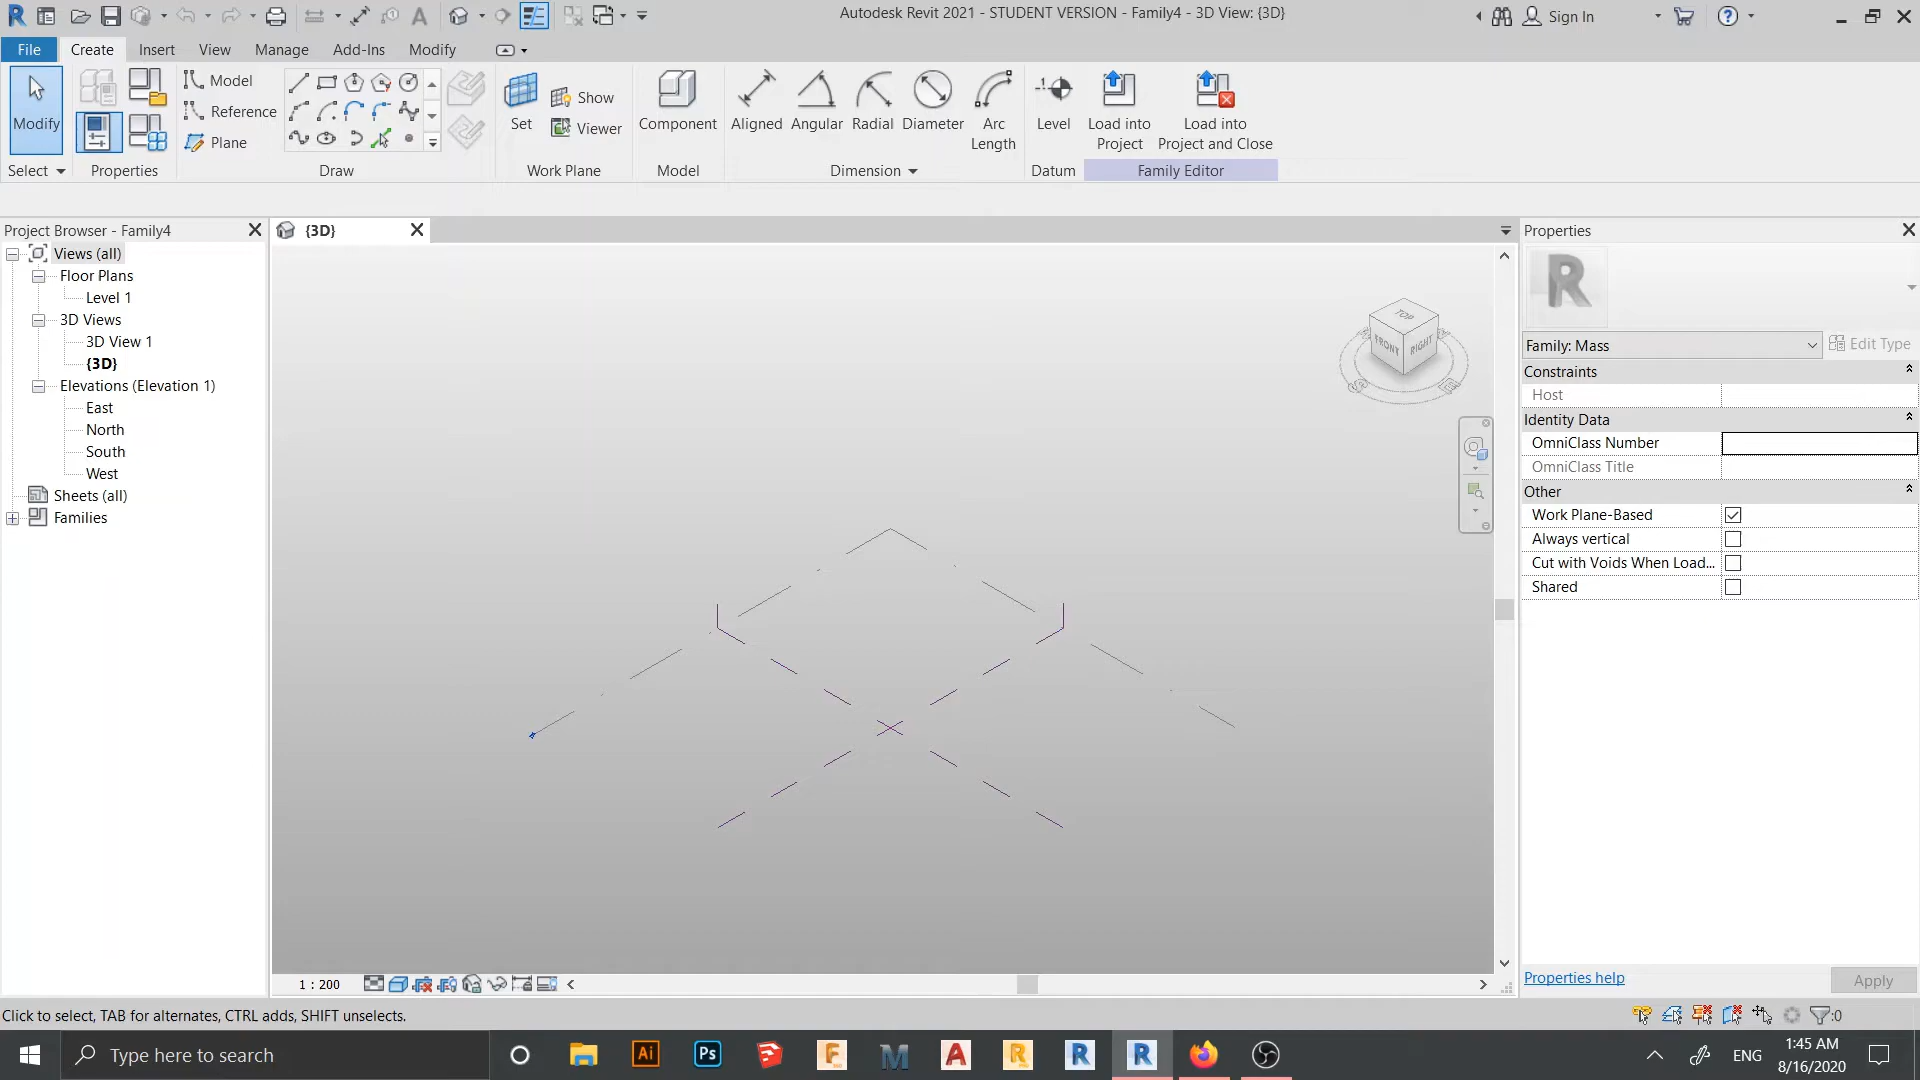 Autodesk Revit 2021 - STUDENT VERSION - Family4 - 3D View: {3D}
Sign In
File
Create
Insert
View
Manage
Add-Ins
Modify
Modify
Model
Reference
Plane
Set
Show
Viewer
Component
Aligned
Angular
Radial
Diameter
Arc
Length
Level
Load into
Project
Load into
Project and Close
Select
Properties
Draw
Work Plane
Model
Dimension
Datum
Family Editor
Project Browser - Family4
{3D}
Properties
Views (all)
Floor Plans
Level 1
3D Views
3D View 1
{3D}
Elevations (Elevation 1)
East
North
South
West
Sheets (all)
Families
TOP
FRONT
RIGHT
S
E
R
Family: Mass
Edit Type
Constraints
Host
Identity Data
OmniClass Number
OmniClass Title
Other
Work Plane-Based
Always vertical
Cut with Voids When Load...
Shared
Properties help
Apply
1 : 200
Click to select, TAB for alternates, CTRL adds, SHIFT unselects.
:0
Type here to search
Ai
Ps
F
M
A
R
R
R
ENG
1:45 AM
8/16/2020